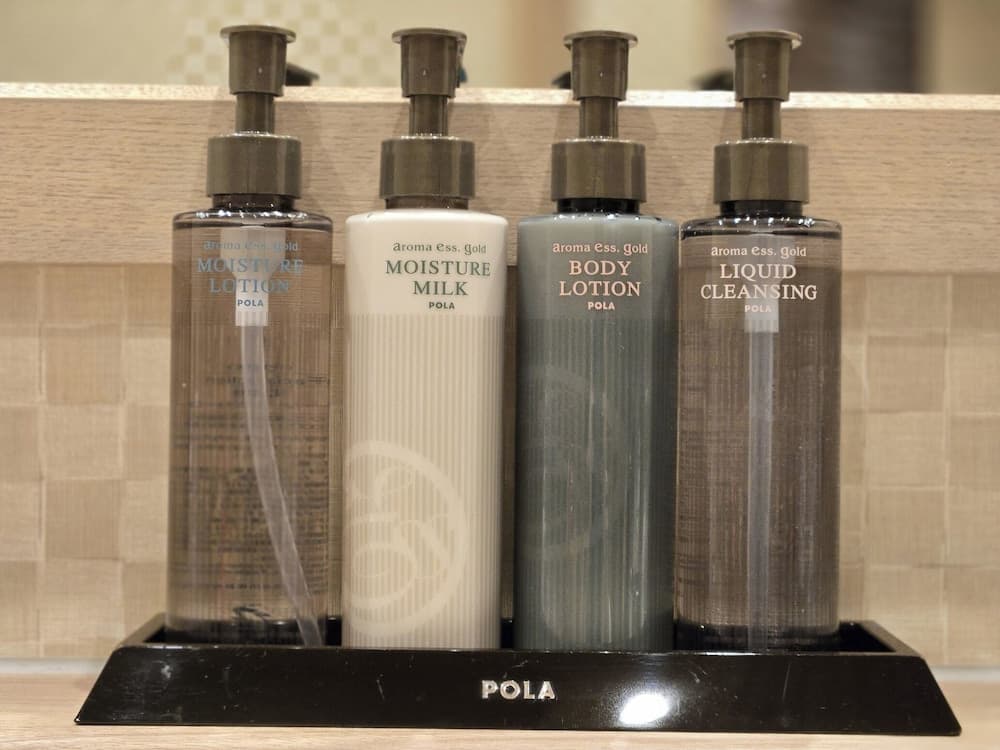 aroma ess. gold
MOISTURE
LOTION
POLA
aroma ess. gold
MOISTURE
MILK
POLA
aroma ess. gold
BODY
LOTION
POLA
aroma ess. gold
LIQUID
CLEANSING
POLA
POLA